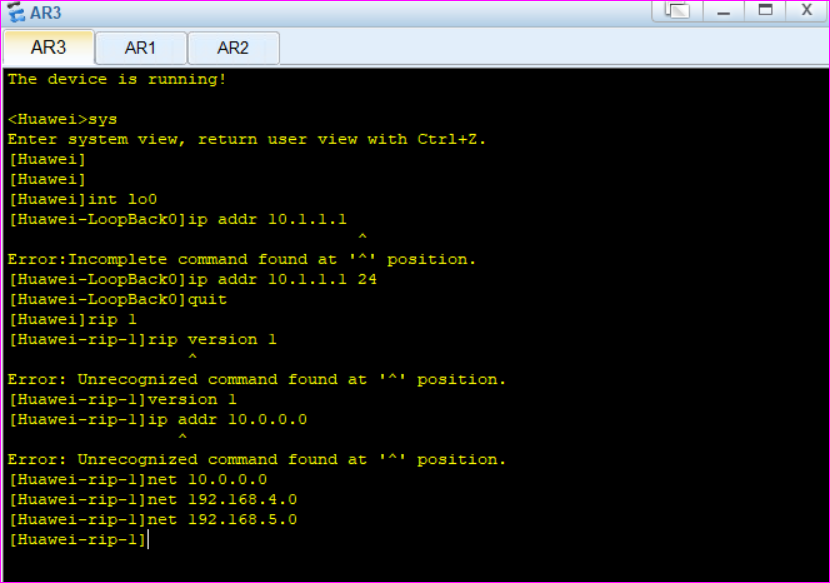 AR3
AR3 AR1 AR2
The device is running!
<Huawei>sys
Enter system view, return user view with Ctrl+Z.
[Huawei]
[Huawei]
[Huawei]int lo0
[Huawei-LoopBack0]ip addr 10.1.1.1
^
Error:Incomplete command found at '^' position.
[Huawei-LoopBack0]ip addr 10.1.1.1 24
[Huawei-LoopBack0]quit
[Huawei]rip 1
[Huawei-rip-1]rip version 1
^
Error: Unrecognized command found at '^' position.
[Huawei-rip-1]version 1
[Huawei-rip-1]ip addr 10.0.0.0
^
Error: Unrecognized command found at '^' position.
[Huawei-rip-1]net 10.0.0.0
[Huawei-rip-1]net 192.168.4.0
[Huawei-rip-1]net 192.168.5.0
[Huawei-rip-1]